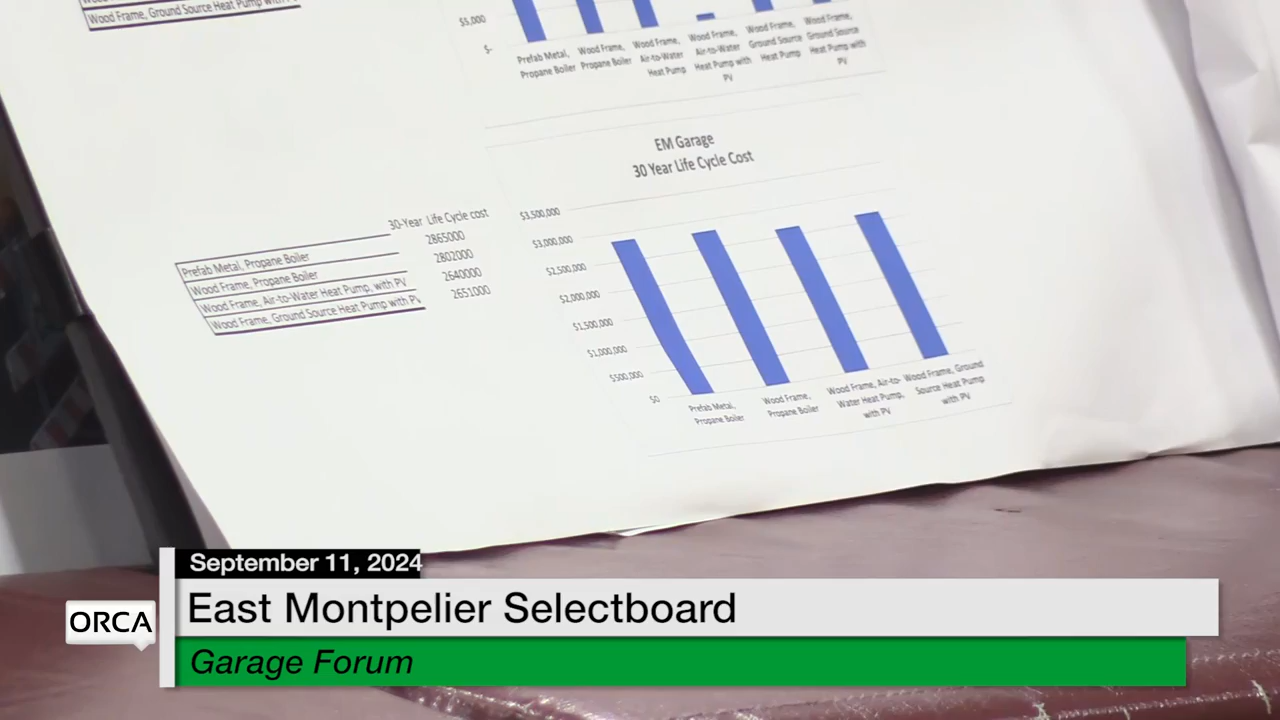 Wood Frame, Ground Source Heat Pump with PV
$5,000
$-
Prefab Metal, Propane Boiler
Wood Frame, Propane Boiler
Wood Frame, Air-to-Water Heat Pump
Wood Frame, Air-to-Water Heat Pump with PV
Wood Frame, Ground Source Heat Pump
Wood Frame, Ground Source Heat Pump with PV
EM Garage
30 Year Life Cycle Cost
30-Year Life Cycle cost
Prefab Metal, Propane Boiler 2865000
Wood Frame, Propane Boiler 2802000
Wood Frame, Air-to-Water Heat Pump, with PV 2640000
Wood Frame, Ground Source Heat Pump with PV 2651000
$3,500,000
$3,000,000
$2,500,000
$2,000,000
$1,500,000
$1,000,000
$500,000
$0
Prefab Metal, Propane Boiler
Wood Frame, Propane Boiler
Wood Frame, Air-to-Water Heat Pump, with PV
Wood Frame, Ground Source Heat Pump with PV
September 11, 2024
East Montpelier Selectboard
ORCA
Garage Forum